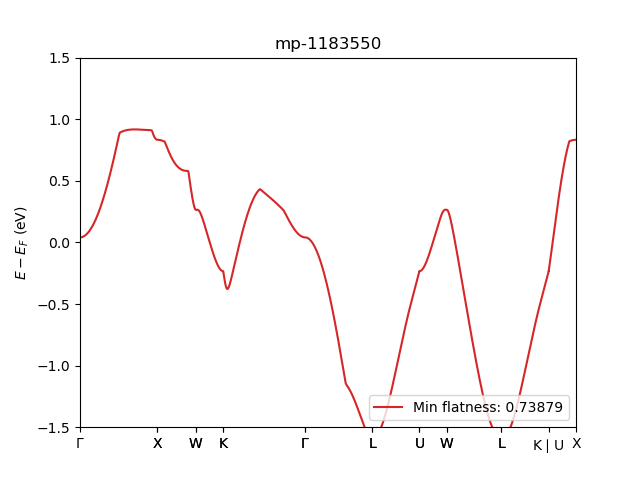 mp-1183550
E − E_F (eV)
1.5
1.0
0.5
0.0
−0.5
−1.0
−1.5
Min flatness: 0.73879
Γ X W K Γ L U W L K | U X